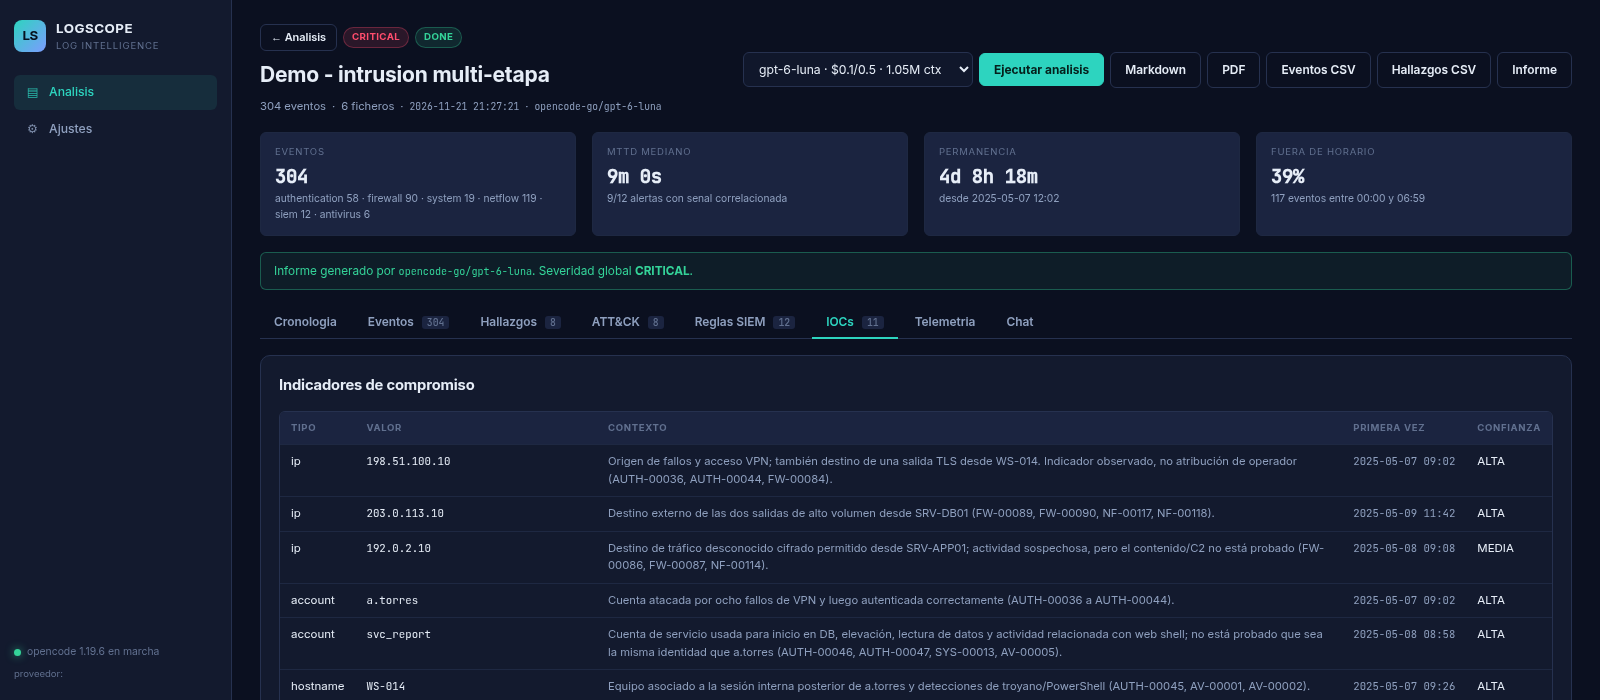 LS
LOGSCOPE
LOG INTELLIGENCE
▤ Analisis
⚙ Ajustes
opencode 1.19.6 en marcha
proveedor:
← Analisis CRITICAL DONE
Demo - intrusion multi-etapa
304 eventos · 6 ficheros · 2026-11-21 21:27:21 · opencode-go/gpt-6-luna
gpt-6-luna · $0.1/0.5 · 1.05M ctx Ejecutar analisis Markdown PDF Eventos CSV Hallazgos CSV Informe
EVENTOS
304
authentication 58 · firewall 90 · system 19 · netflow 119 ·
siem 12 · antivirus 6
MTTD MEDIANO
9m 0s
9/12 alertas con senal correlacionada
PERMANENCIA
4d 8h 18m
desde 2025-05-07 12:02
FUERA DE HORARIO
39%
117 eventos entre 00:00 y 06:59
Informe generado por opencode-go/gpt-6-luna. Severidad global CRITICAL.
Cronologia Eventos 304 Hallazgos 8 ATT&CK 8 Reglas SIEM 12 IOCs 11 Telemetria Chat
Indicadores de compromiso
TIPO VALOR CONTEXTO PRIMERA VEZ CONFIANZA
ip 198.51.100.10 Origen de fallos y acceso VPN; también destino de una salida TLS desde WS-014. Indicador observado, no atribución de operador 2025-05-07 09:02 ALTA
(AUTH-00036, AUTH-00044, FW-00084).
ip 203.0.113.10 Destino externo de las dos salidas de alto volumen desde SRV-DB01 (FW-00089, FW-00090, NF-00117, NF-00118). 2025-05-09 11:42 ALTA
ip 192.0.2.10 Destino de tráfico desconocido cifrado permitido desde SRV-APP01; actividad sospechosa, pero el contenido/C2 no está probado (FW- 2025-05-08 09:08 MEDIA
00086, FW-00087, NF-00114).
account a.torres Cuenta atacada por ocho fallos de VPN y luego autenticada correctamente (AUTH-00036 a AUTH-00044). 2025-05-07 09:02 ALTA
account svc_report Cuenta de servicio usada para inicio en DB, elevación, lectura de datos y actividad relacionada con web shell; no está probado que sea 2025-05-08 08:58 ALTA
la misma identidad que a.torres (AUTH-00046, AUTH-00047, SYS-00013, AV-00005).
hostname WS-014 Equipo asociado a la sesión interna posterior de a.torres y detecciones de troyano/PowerShell (AUTH-00045, AV-00001, AV-00002). 2025-05-07 09:26 ALTA